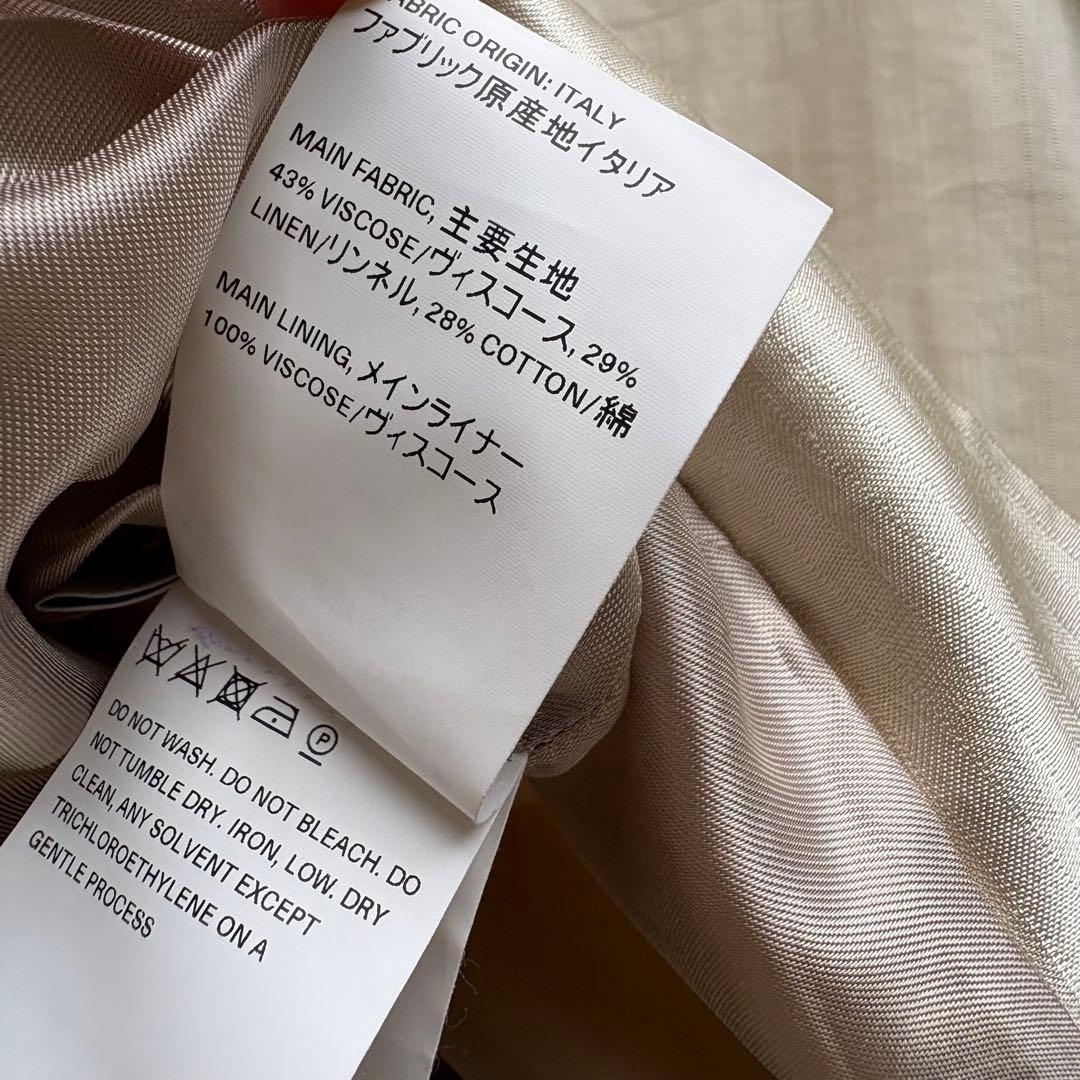 FABRIC ORIGIN: ITALY
ファブリック原産地イタリア
MAIN FABRIC, 主要生地
43% VISCOSE/ヴィスコース, 29%
LINEN/リンネル, 28% COTTON/綿
MAIN LINING, メインライナー
100% VISCOSE/ヴィスコース
P
DO NOT WASH. DO NOT BLEACH. DO
NOT TUMBLE DRY. IRON, LOW. DRY
CLEAN, ANY SOLVENT EXCEPT
TRICHLOROETHYLENE ON A
GENTLE PROCESS